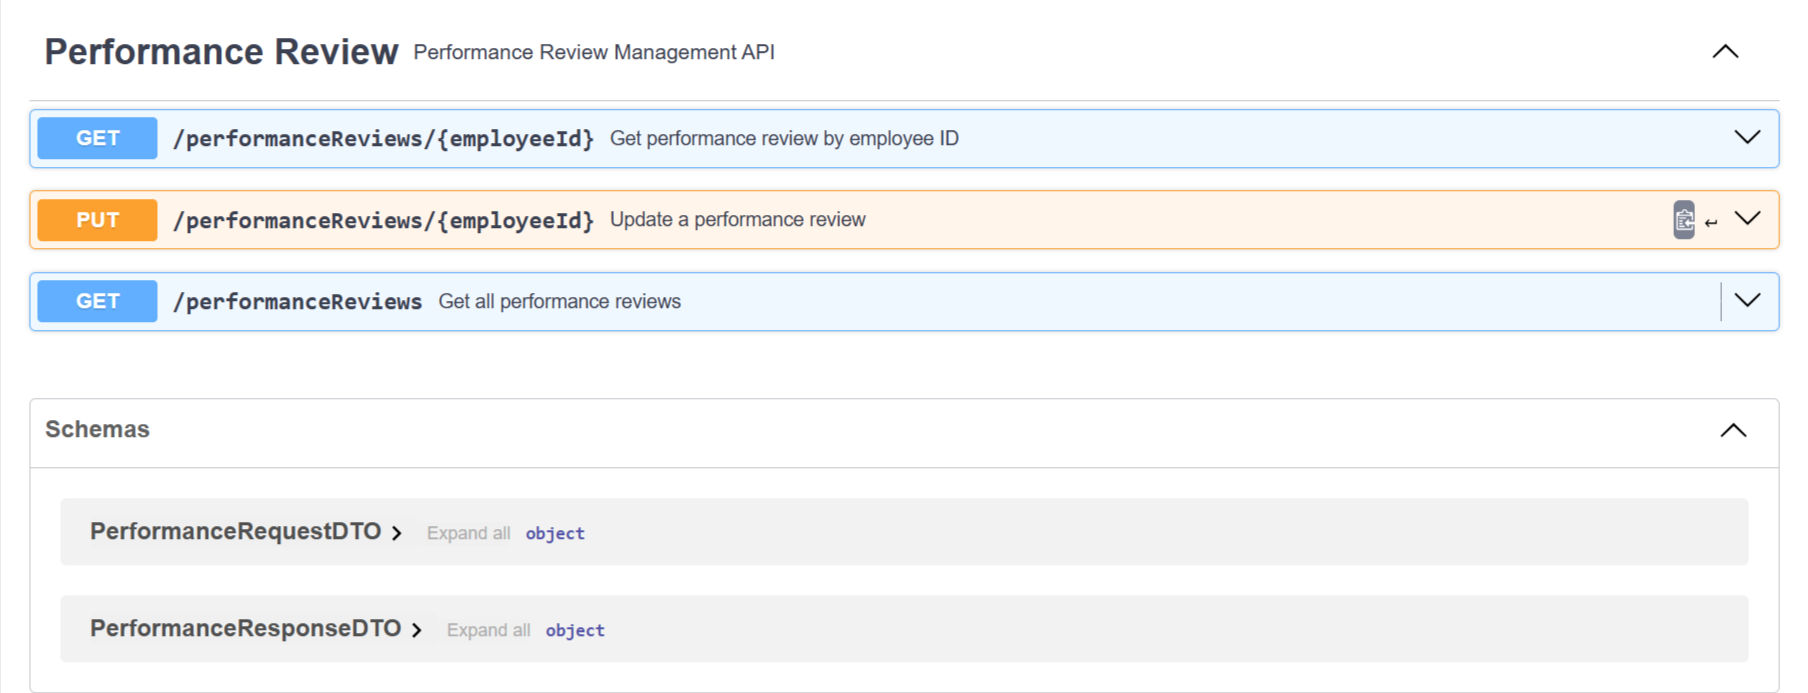 Performance Review Performance Review Management API
GET /performanceReviews/{employeeId} Get performance review by employee ID
PUT /performanceReviews/{employeeId} Update a performance review
GET /performanceReviews Get all performance reviews
Schemas
PerformanceRequestDTO Expand all object
PerformanceResponseDTO Expand all object